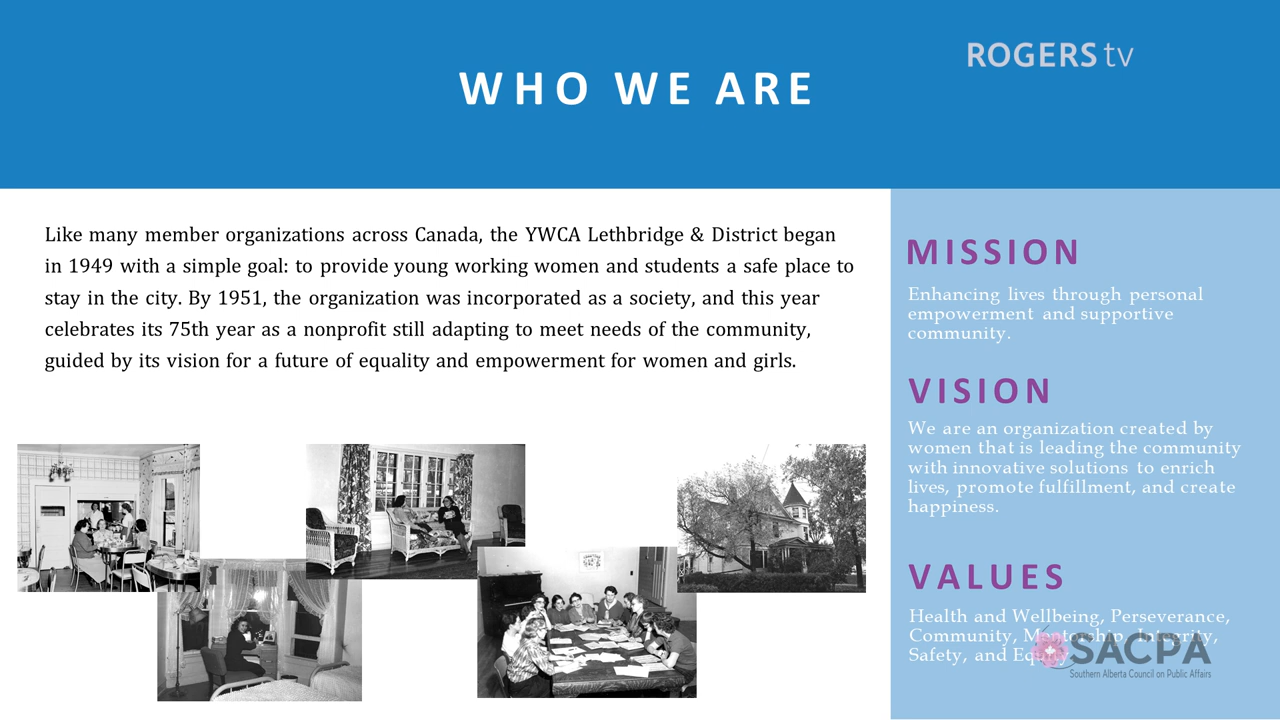 ROGERS tv
WHO WE ARE
Like many member organizations across Canada, the YWCA Lethbridge & District began
in 1949 with a simple goal: to provide young working women and students a safe place to
stay in the city. By 1951, the organization was incorporated as a society, and this year
celebrates its 75th year as a nonprofit still adapting to meet needs of the community,
guided by its vision for a future of equality and empowerment for women and girls.
MISSION
Enhancing lives through personal
empowerment and supportive
community.
VISION
We are an organization created by
women that is leading the community
with innovative solutions to enrich
lives, promote fulfillment, and create
happiness.
VALUES
Health and Wellbeing, Perseverance,
Community, Mentorship, Integrity,
Safety, and Equity
SACPA
Southern Alberta Council on Public Affairs